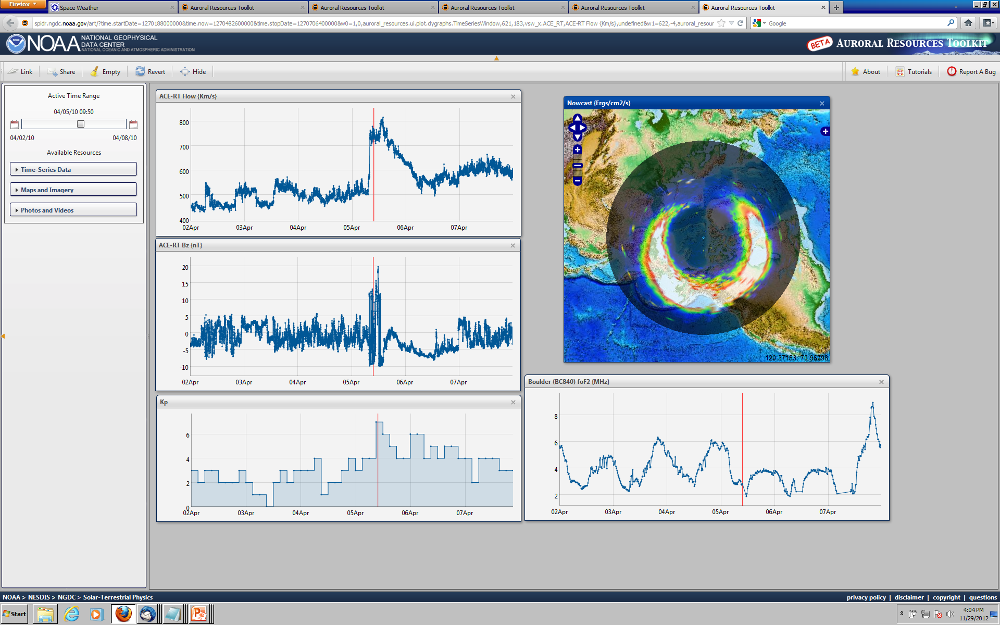 Firefox
Space Weather
Auroral Resources Toolkit
Auroral Resources Toolkit
Auroral Resources Toolkit
Auroral Resources Toolkit
Auroral Resources Toolkit
spidr.ngdc.noaa.gov/art/?time.startDate=1270188000000&time.now=1270482600000&time.stopDate=1270706400000&w0=1,0,auroral_resources.ui.plot.dygraphs.TimeSeriesWindow,621,183,vsw_x.ACE_RT,ACE-RT Flow {Km/s},undefined&w1=622,-4,auroral_resour
Google
NOAA
NATIONAL GEOPHYSICAL
DATA CENTER
NATIONAL OCEANIC AND ATMOSPHERIC ADMINISTRATION
BETA AURORAL RESOURCES TOOLKIT
Link Share Empty Revert Hide
About Tutorials Report A Bug
Active Time Range
04/05/10 09:50
04/02/10 04/08/10
Available Resources
Time-Series Data
Maps and Imagery
Photos and Videos
ACE-RT Flow {Km/s}
800
700
600
500
400
02Apr 03Apr 04Apr 05Apr 06Apr 07Apr
ACE-RT Bz {nT}
20
15
10
5
0
-5
-10
02Apr 03Apr 04Apr 05Apr 06Apr 07Apr
Kp
6
4
2
0
02Apr 03Apr 04Apr 05Apr 06Apr 07Apr
Nowcast {Ergs/cm2/s}
120.37153, 70.96798
Boulder (BC840) foF2 {MHz}
8
6
4
2
02Apr 03Apr 04Apr 05Apr 06Apr 07Apr
NOAA > NESDIS > NGDC > Solar-Terrestrial Physics
privacy policy | disclaimer | copyright | questions
Start
4:04 PM
11/29/2012